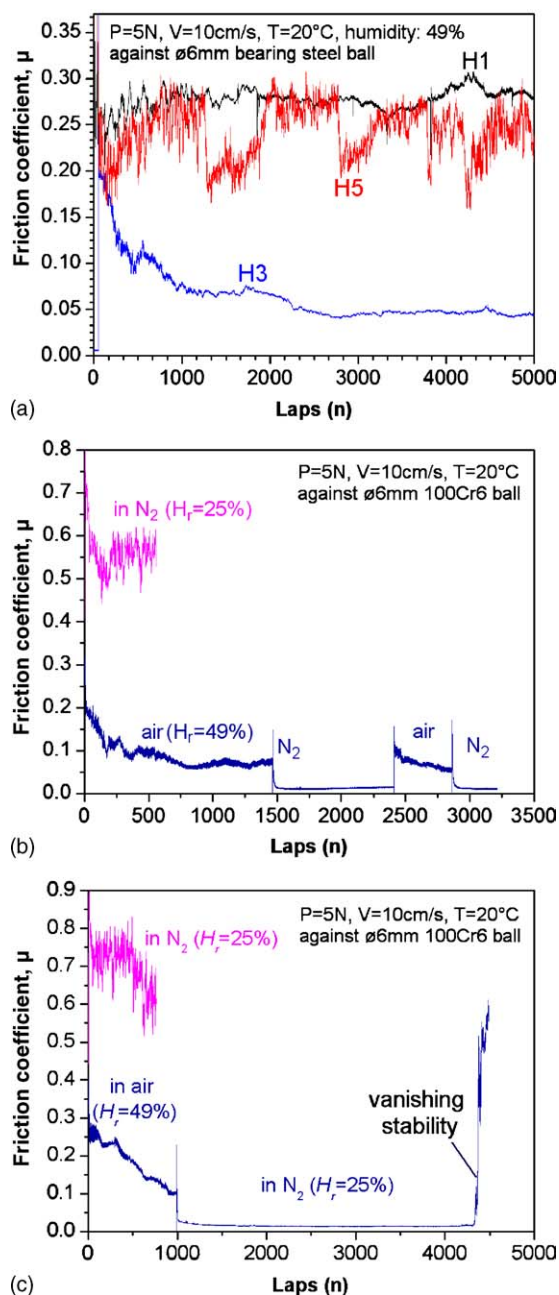 P=5N, V=10cm/s, T=20°C, humidity: 49%
against ø6mm bearing steel ball
H1
H5
H3
Friction coefficient, µ
0.30
0.25
0.20
0.15
0.10
0.05
0.00
0 1000 2000 3000 4000 5000
Laps (n)
(a)
P=5N, V=10cm/s, T=20°C
against ø6mm 100Cr6 ball
in N₂ (Hᵣ=25%)
air (Hᵣ=49%)
N₂
air
N₂
Friction coefficient, µ
0.8
0.7
0.6
0.5
0.4
0.3
0.2
0.1
0.0
0 500 1000 1500 2000 2500 3000 3500
Laps (n)
(b)
P=5N, V=10cm/s, T=20°C
against ø6mm 100Cr6 ball
in N₂ (Hᵣ=25%)
in air
(Hᵣ=49%)
vanishing
stability
in N₂ (Hᵣ=25%)
Friction coefficient, µ
0.9
0.8
0.7
0.6
0.5
0.4
0.3
0.2
0.1
0.0
0 1000 2000 3000 4000 5000
Laps (n)
(c)